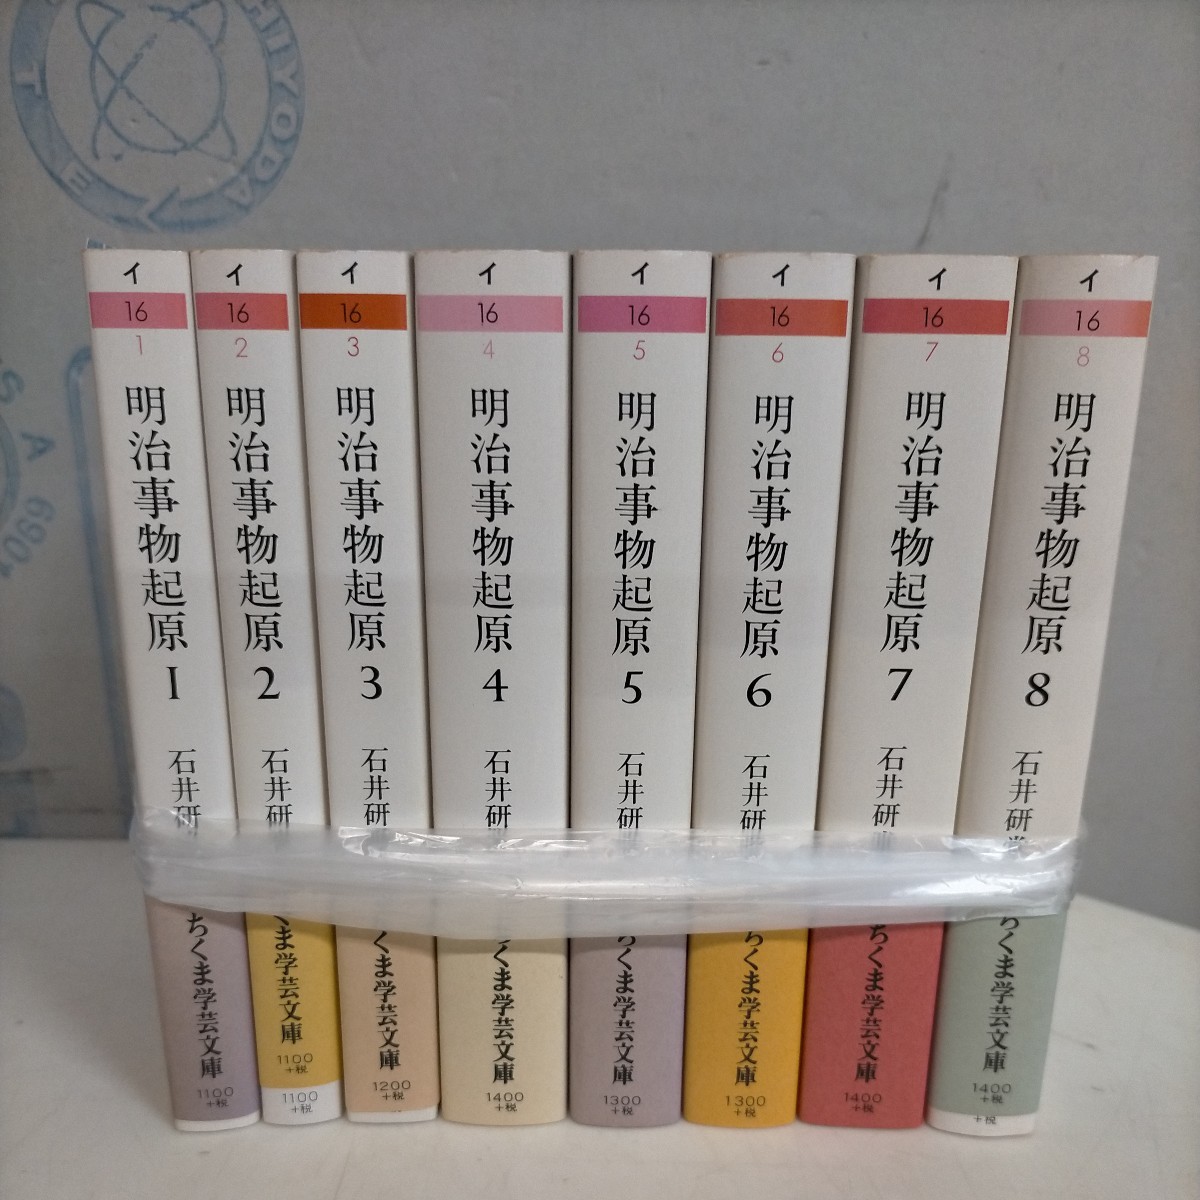 CHIYODA
イ
16
1
明治事物起原 1
石井研
ちくま学芸文庫
1100
+税
イ
16
2
明治事物起原 2
石井研
くま学芸文庫
1100
+税
1100
+税
イ
16
3
明治事物起原 3
石井研
くま学芸文庫
1200
+税
イ
16
4
明治事物起原 4
石井研
くま学芸文庫
1400
+税
イ
16
5
明治事物起原 5
石井研
ちくま学芸文庫
1300
+税
イ
16
6
明治事物起原 6
石井研
ちくま学芸文庫
1300
+税
イ
16
7
明治事物起原 7
石井研
ちくま学芸文庫
1400
+税
イ
16
8
明治事物起原 8
石井研堂
ちくま学芸文庫
1400
+税
+税